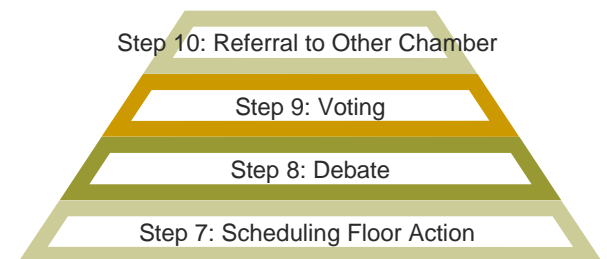 Step 10: Referral to Other Chamber
Step 9: Voting
Step 8: Debate
Step 7: Scheduling Floor Action